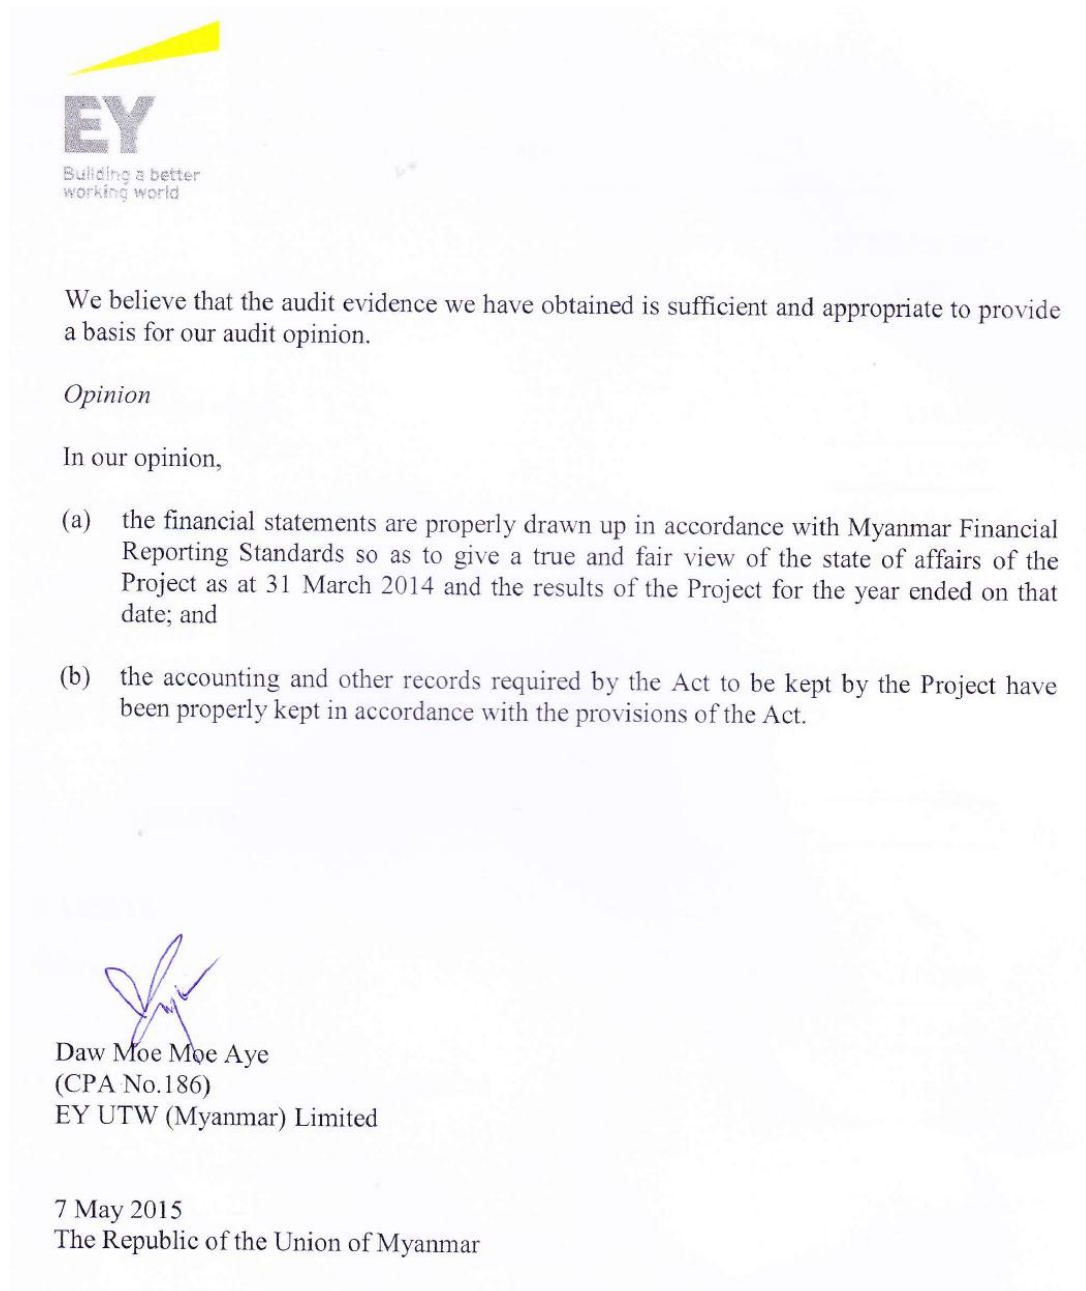 EY
Building a better
working world
We believe that the audit evidence we have obtained is sufficient and appropriate to provide
a basis for our audit opinion.
Opinion
In our opinion,
(a) the financial statements are properly drawn up in accordance with Myanmar Financial
Reporting Standards so as to give a true and fair view of the state of affairs of the
Project as at 31 March 2014 and the results of the Project for the year ended on that
date; and
(b) the accounting and other records required by the Act to be kept by the Project have
been properly kept in accordance with the provisions of the Act.
Daw Moe Moe Aye
(CPA No.186)
EY UTW (Myanmar) Limited
7 May 2015
The Republic of the Union of Myanmar